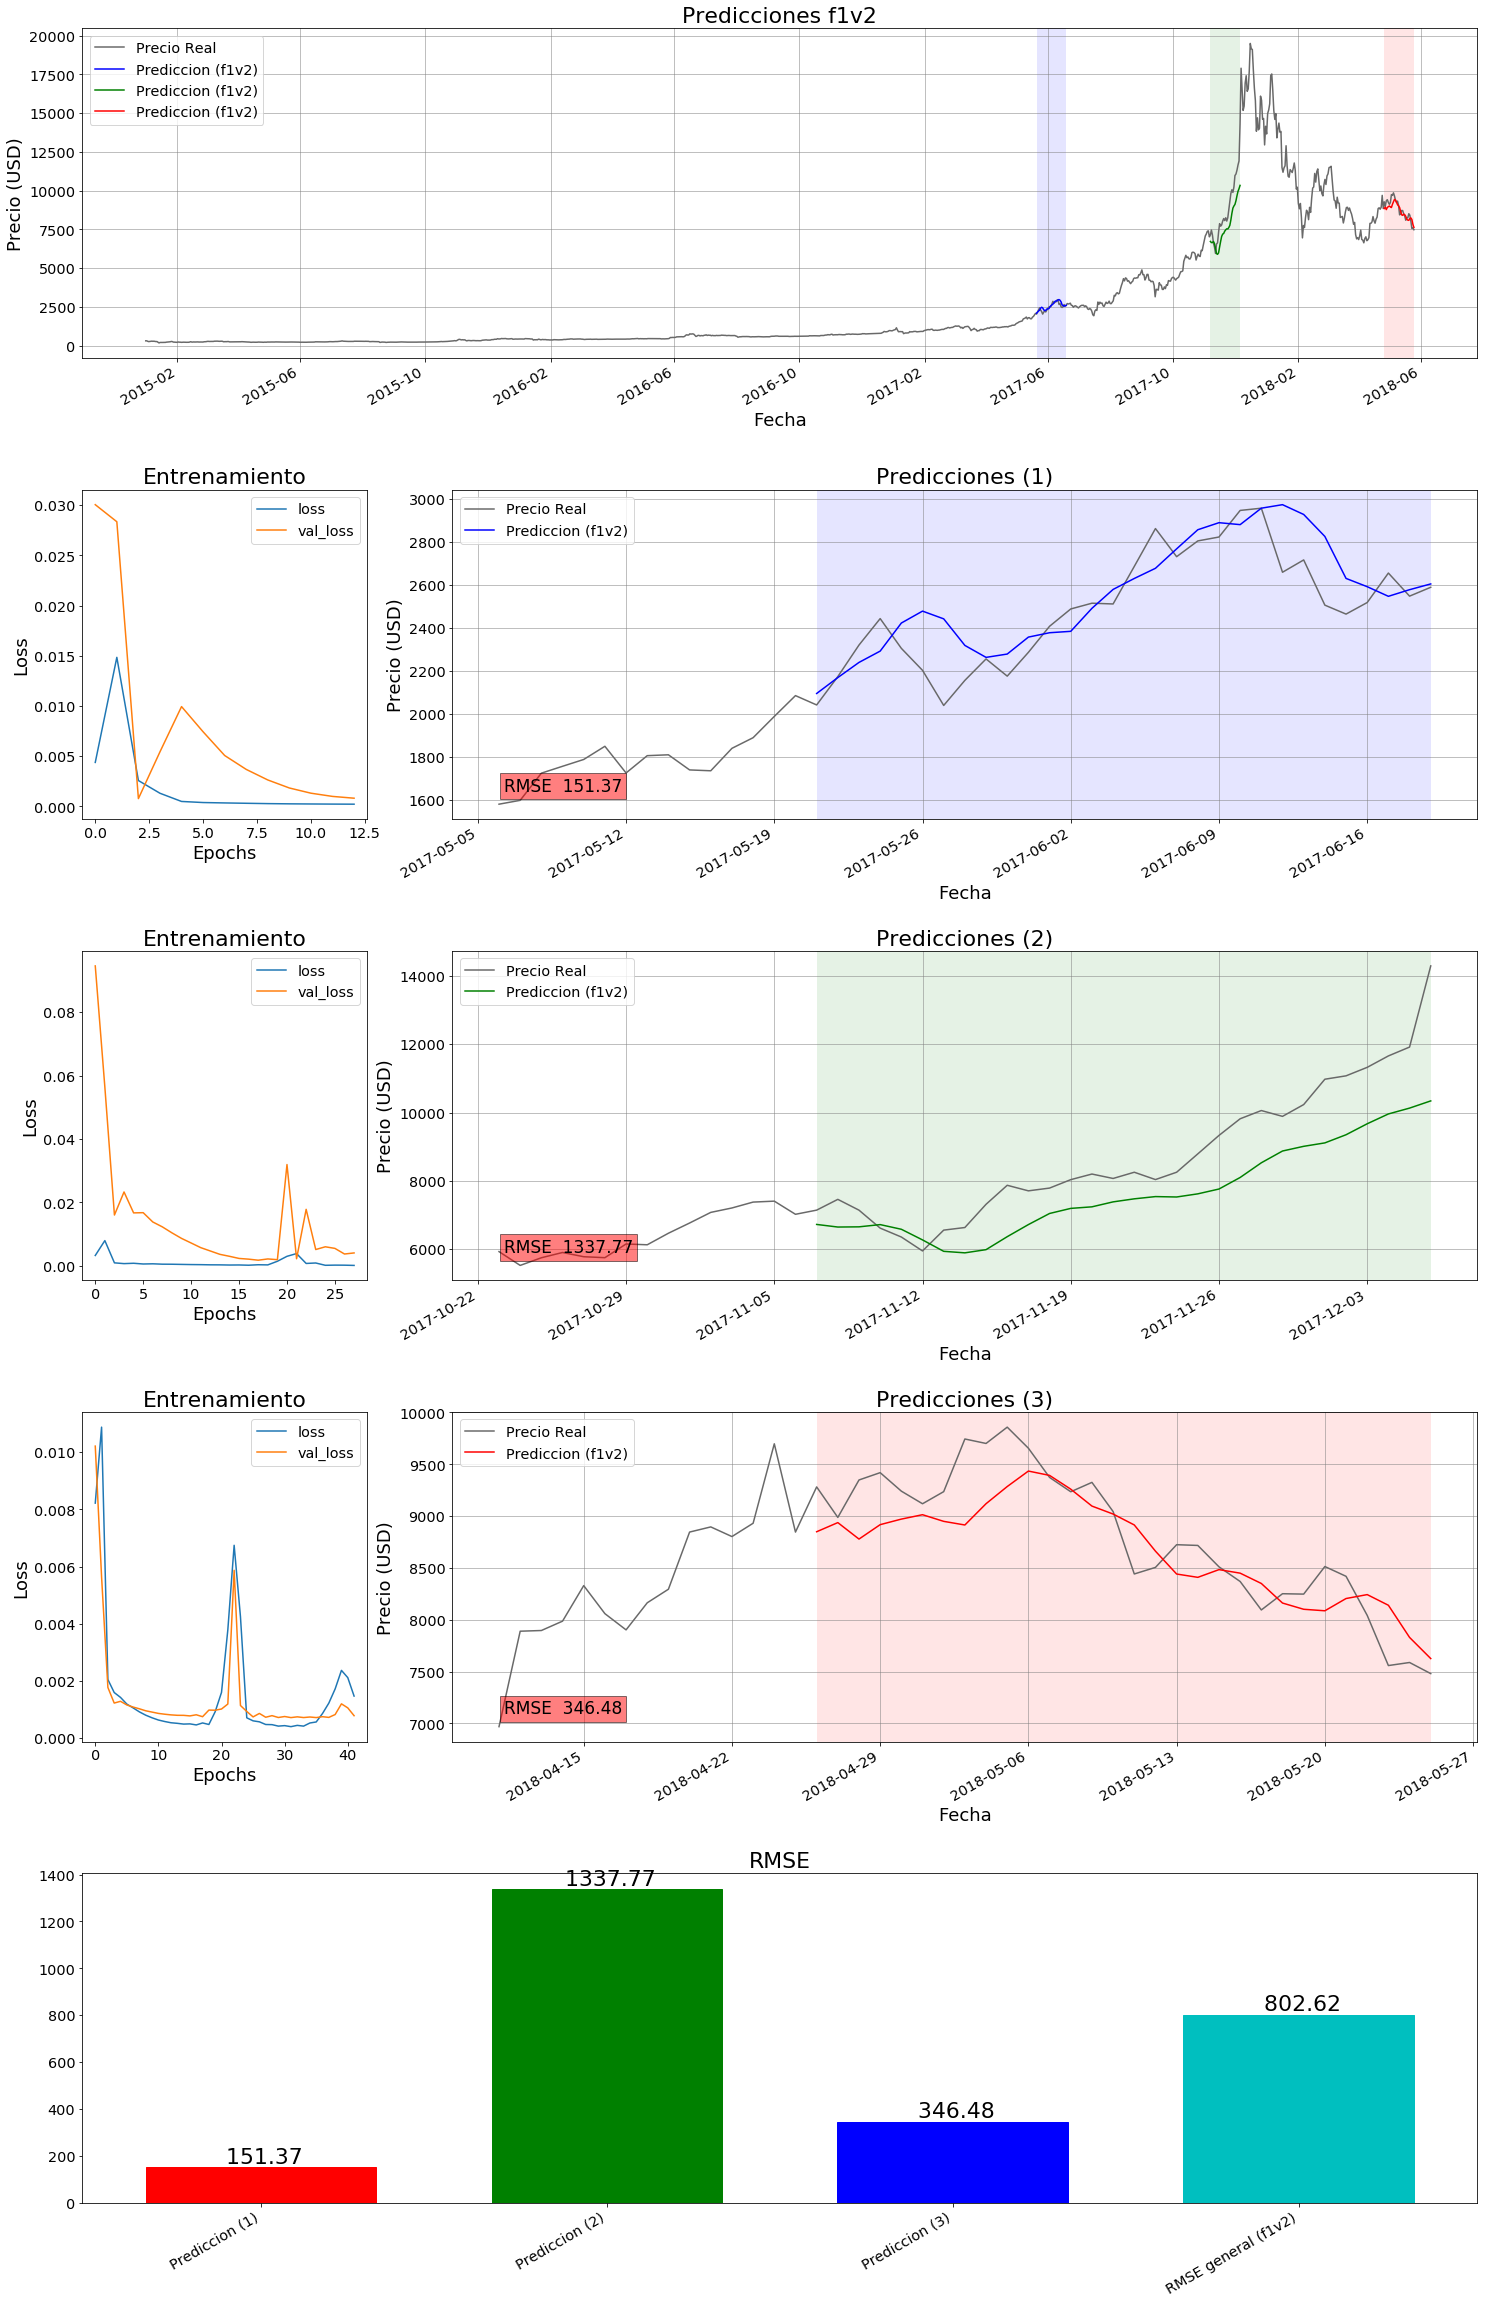 Predicciones f1v2
Precio Real
Prediccion (f1v2)
Prediccion (f1v2)
Prediccion (f1v2)
20000
17500
15000
12500
10000
7500
5000
2500
0
Precio (USD)
2015-02
2015-06
2015-10
2016-02
2016-06
2016-10
2017-02
2017-06
2017-10
2018-02
2018-06
Fecha
Entrenamiento
loss
val_loss
0.030
0.025
0.020
0.015
0.010
0.005
0.000
Loss
0.0 2.5 5.0 7.5 10.0 12.5
Epochs
Predicciones (1)
Precio Real
Prediccion (f1v2)
3000
2800
2600
2400
2200
2000
1800
1600
Precio (USD)
RMSE 151.37
2017-05-05
2017-05-12
2017-05-19
2017-05-26
2017-06-02
2017-06-09
2017-06-16
Fecha
Entrenamiento
loss
val_loss
0.08
0.06
0.04
0.02
0.00
Loss
0 5 10 15 20 25
Epochs
Predicciones (2)
Precio Real
Prediccion (f1v2)
14000
12000
10000
8000
6000
Precio (USD)
RMSE 1337.77
2017-10-22
2017-10-29
2017-11-05
2017-11-12
2017-11-19
2017-11-26
2017-12-03
Fecha
Entrenamiento
loss
val_loss
0.010
0.008
0.006
0.004
0.002
0.000
Loss
0 10 20 30 40
Epochs
Predicciones (3)
Precio Real
Prediccion (f1v2)
10000
9500
9000
8500
8000
7500
7000
Precio (USD)
RMSE 346.48
2018-04-15
2018-04-22
2018-04-29
2018-05-06
2018-05-13
2018-05-20
2018-05-27
Fecha
RMSE
1400
1200
1000
800
600
400
200
0
151.37
1337.77
346.48
802.62
Prediccion (1)
Prediccion (2)
Prediccion (3)
RMSE general (f1v2)